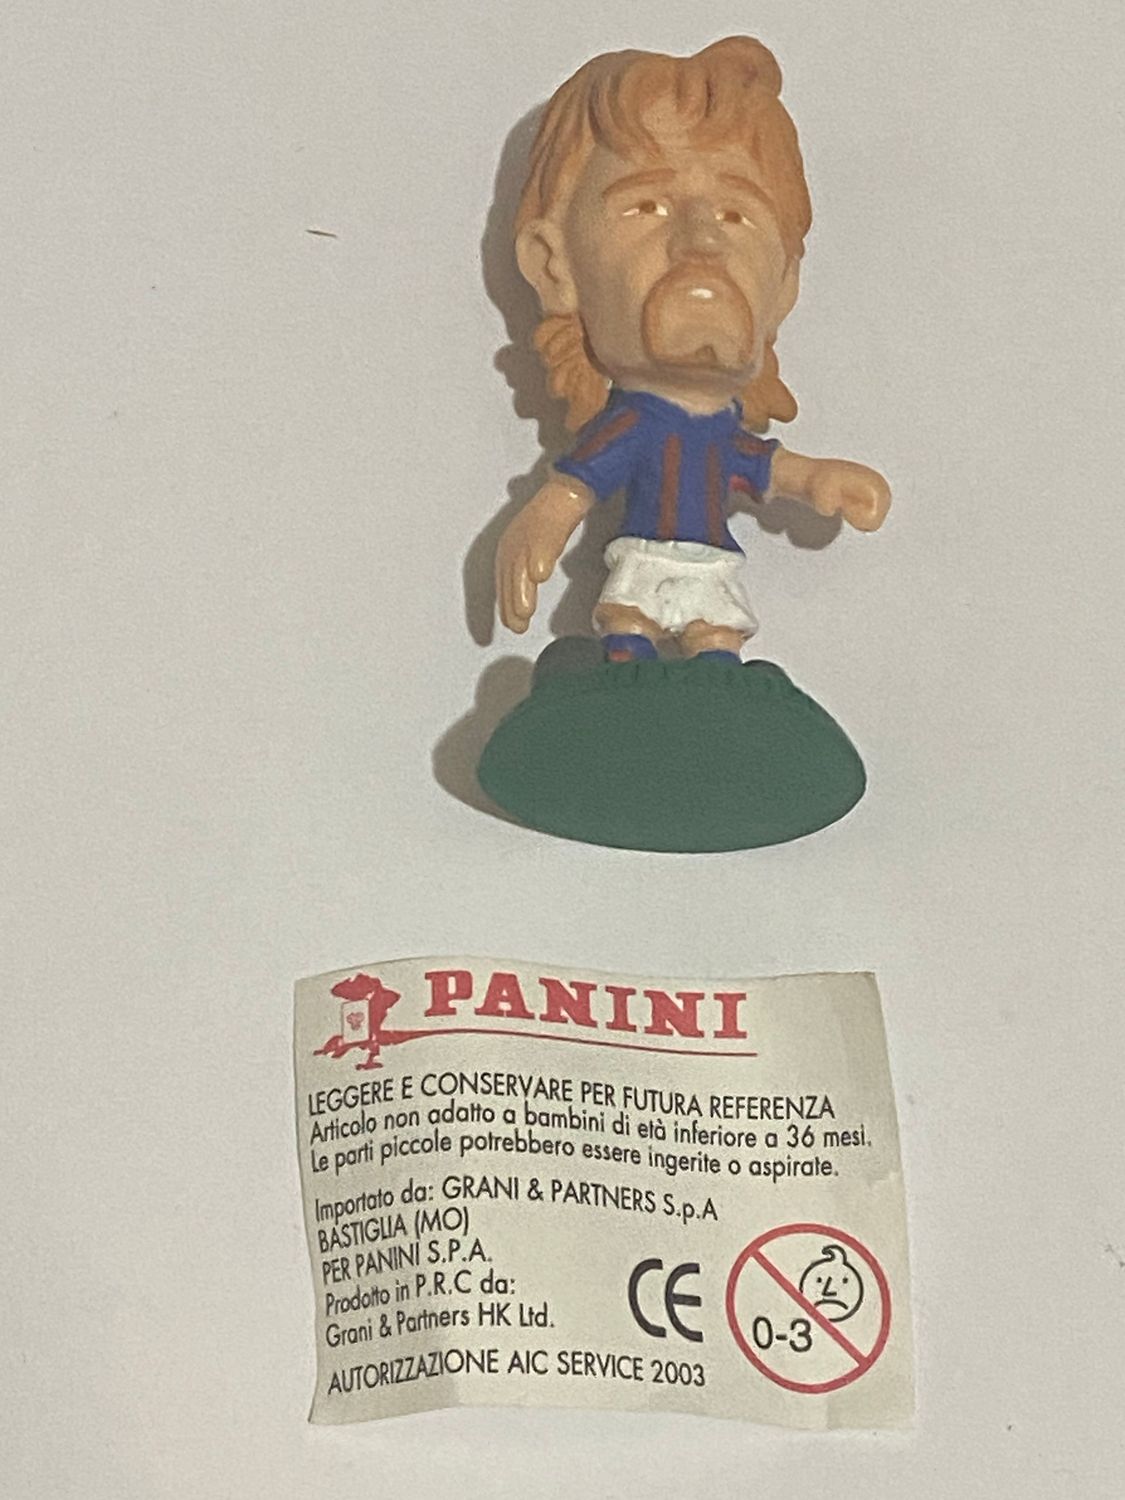 PANINI
LEGGERE E CONSERVARE PER FUTURA REFERENZA
Articolo non adatto a bambini di età inferiore a 36 mesi.
Le parti piccole potrebbero essere ingerite o aspirate.
Importato da: GRANI & PARTNERS S.p.A
BASTIGLIA (MO)
PER PANINI S.P.A.
Prodotto in P.R.C da:
Grani & Partners HK Ltd.
AUTORIZZAZIONE AIC SERVICE 2003
CE
0-3